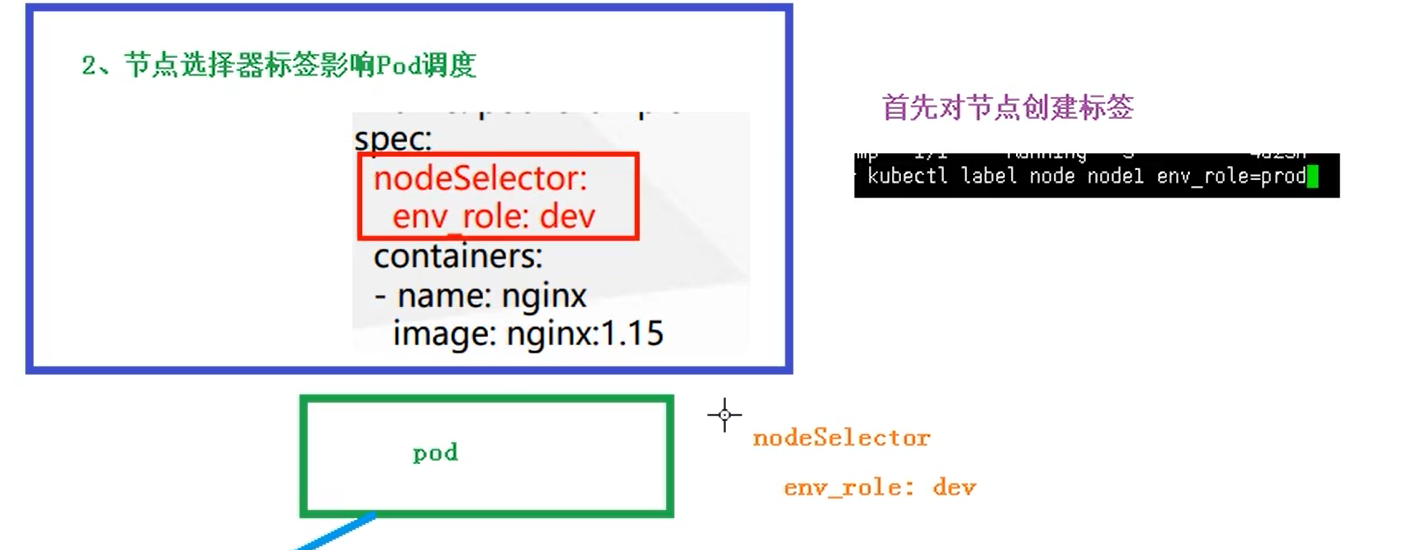 2、节点选择器标签影响Pod调度
spec:
nodeSelector:
env_role: dev
containers:
- name: nginx
image: nginx:1.15
首先对节点创建标签
kubectl label node node1 env_role=prod
pod
nodeSelector
env_role: dev